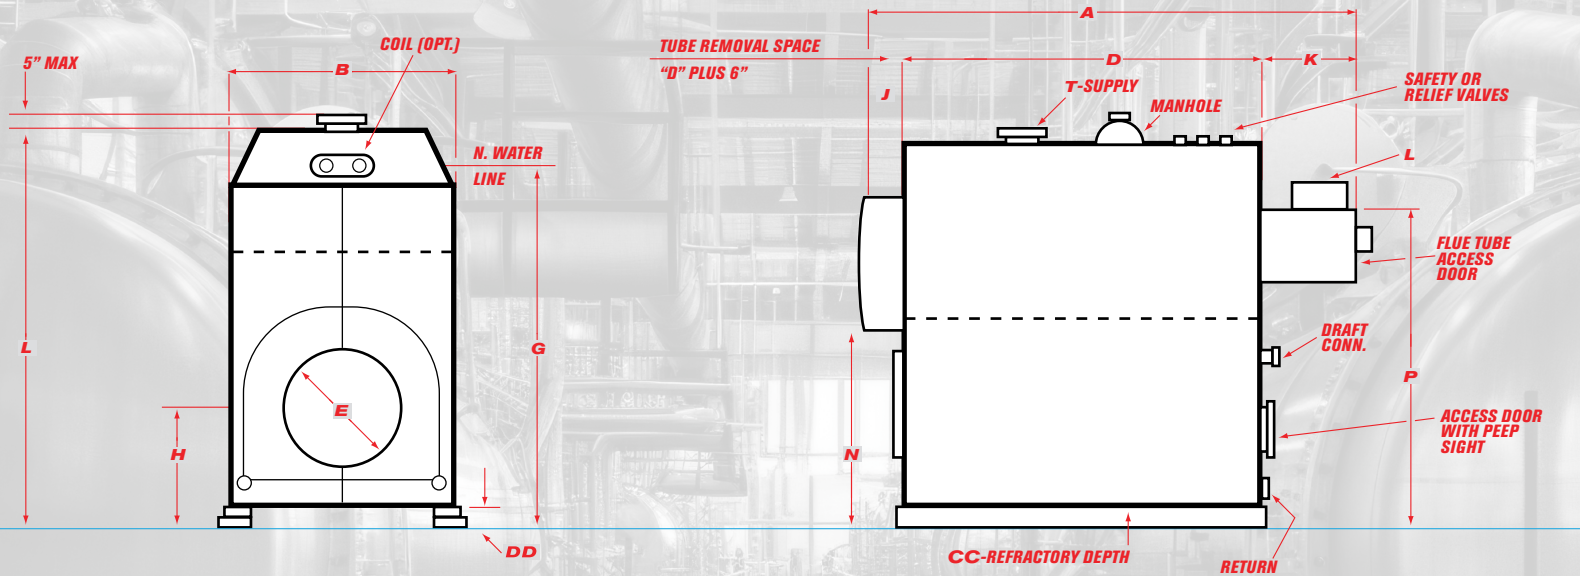 5” MAX
COIL (OPT.)
B
N. WATER
LINE
L
G
E
H
DD
A
TUBE REMOVAL SPACE
“D” PLUS 6”
D
K
J
T-SUPPLY
MANHOLE
SAFETY OR
RELIEF VALVES
L
FLUE TUBE
ACCESS
DOOR
DRAFT
CONN.
P
ACCESS DOOR
WITH PEEP
SIGHT
N
CC-REFRACTORY DEPTH
RETURN